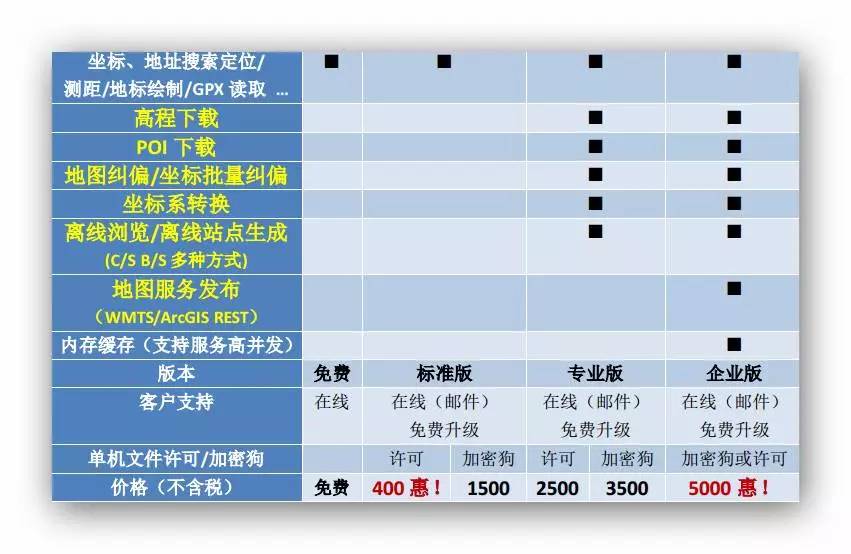 坐标、地址搜索定位/ ■ ■ ■ ■
测距/地标绘制/GPX 读取 ...
高程下载 ■ ■
POI 下载 ■ ■
地图纠偏/坐标批量纠偏 ■ ■
坐标系转换 ■ ■
离线浏览/离线站点生成 ■ ■
(C/S B/S 多种方式)
地图服务发布 ■
（WMTS/ArcGIS REST）
内存缓存（支持服务高并发） ■
版本 免费 标准版 专业版 企业版
客户支持 在线 在线（邮件） 在线（邮件） 在线（邮件）
免费升级 免费升级 免费升级
单机文件许可/加密狗 许可 加密狗 许可 加密狗 加密狗或许可
价格（不含税） 免费 400 惠！ 1500 2500 3500 5000 惠！